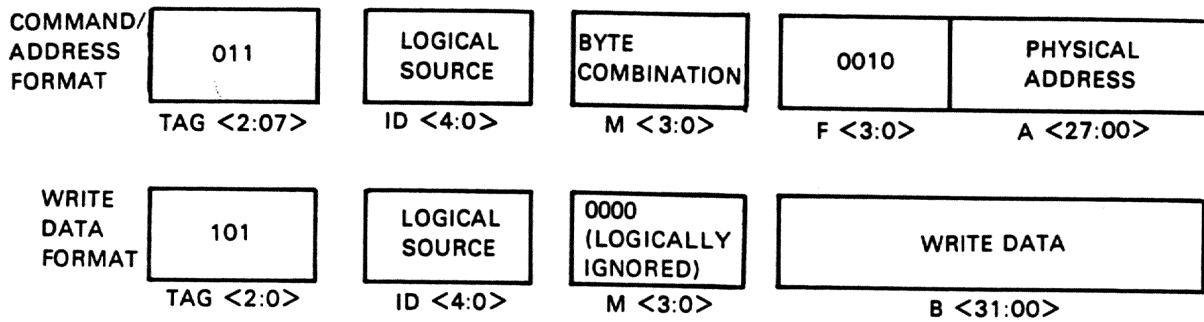 COMMAND/
ADDRESS
FORMAT
011
LOGICAL
SOURCE
BYTE
COMBINATION
0010
PHYSICAL
ADDRESS
TAG <2:07>
ID <4:0>
M <3:0>
F <3:0>
A <27:00>
WRITE
DATA
FORMAT
101
LOGICAL
SOURCE
0000
(LOGICALLY
IGNORED)
WRITE DATA
TAG <2:0>
ID <4:0>
M <3:0>
B <31:00>